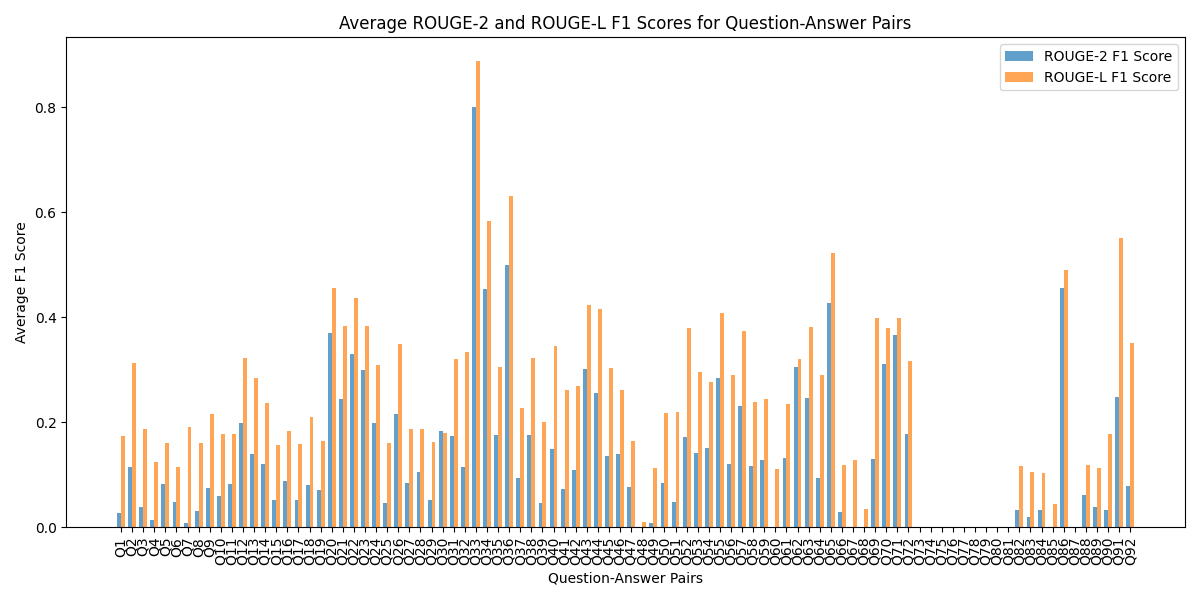 Average ROUGE-2 and ROUGE-L F1 Scores for Question-Answer Pairs
ROUGE-2 F1 Score
ROUGE-L F1 Score
Average F1 Score
0.8
0.6
0.4
0.2
0.0
Q1 Q2 Q3 Q4 Q5 Q6 Q7 Q8 Q9 Q10 Q11 Q12 Q13 Q14 Q15 Q16 Q17 Q18 Q19 Q20 Q21 Q22 Q23 Q24 Q25 Q26 Q27 Q28 Q29 Q30 Q31 Q32 Q33 Q34 Q35 Q36 Q37 Q38 Q39 Q40 Q41 Q42 Q43 Q44 Q45 Q46 Q47 Q48 Q49 Q50 Q51 Q52 Q53 Q54 Q55 Q56 Q57 Q58 Q59 Q60 Q61 Q62 Q63 Q64 Q65 Q66 Q67 Q68 Q69 Q70 Q71 Q72 Q73 Q74 Q75 Q76 Q77 Q78 Q79 Q80 Q81 Q82 Q83 Q84 Q85 Q86 Q87 Q88 Q89 Q90 Q91 Q92
Question-Answer Pairs